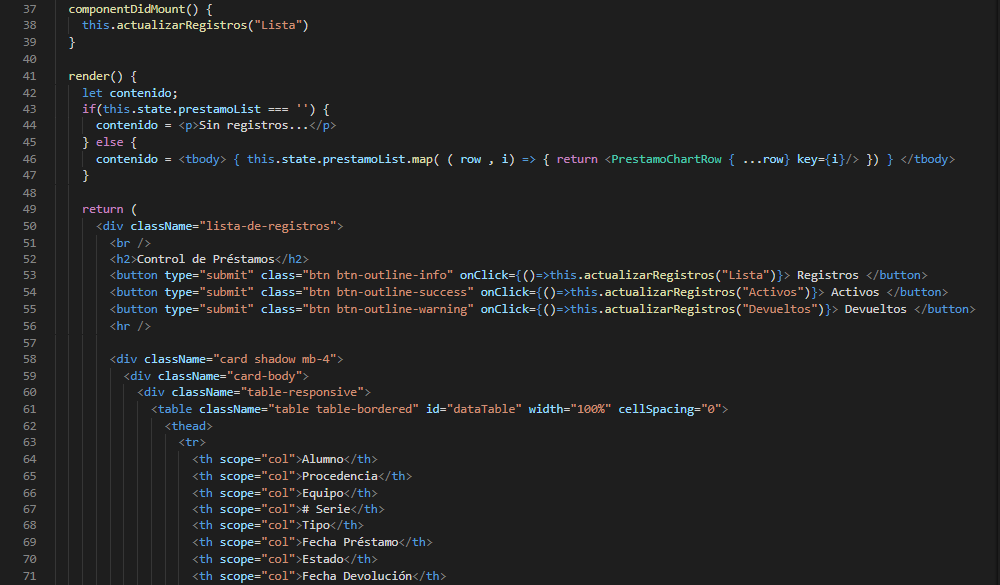 37 componentDidMount() {
38 this.actualizarRegistros("Lista")
39 }
40
41 render() {
42 let contenido;
43 if(this.state.prestamoList === '') {
44 contenido = <p>Sin registros...</p>
45 } else {
46 contenido = <tbody> { this.state.prestamoList.map( ( row , i) => { return <PrestamoChartRow { ...row} key={i}/> }) } </tbody>
47 }
48
49 return (
50 <div className="lista-de-registros">
51 <br />
52 <h2>Control de Préstamos</h2>
53 <button type="submit" class="btn btn-outline-info" onClick={()=>this.actualizarRegistros("Lista")}> Registros </button>
54 <button type="submit" class="btn btn-outline-success" onClick={()=>this.actualizarRegistros("Activos")}> Activos </button>
55 <button type="submit" class="btn btn-outline-warning" onClick={()=>this.actualizarRegistros("Devueltos")}> Devueltos </button>
56 <hr />
57
58 <div className="card shadow mb-4">
59 <div className="card-body">
60 <div className="table-responsive">
61 <table className="table table-bordered" id="dataTable" width="100%" cellSpacing="0">
62 <thead>
63 <tr>
64 <th scope="col">Alumno</th>
65 <th scope="col">Procedencia</th>
66 <th scope="col">Equipo</th>
67 <th scope="col"># Serie</th>
68 <th scope="col">Tipo</th>
69 <th scope="col">Fecha Préstamo</th>
70 <th scope="col">Estado</th>
71 <th scope="col">Fecha Devolución</th>